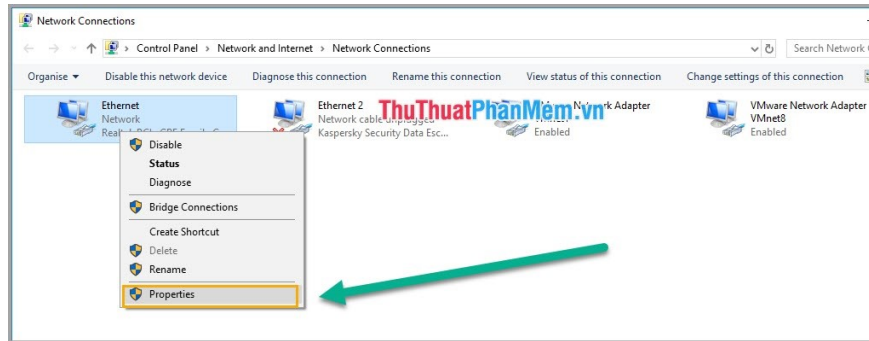 Network Connections
Control Panel > Network and Internet > Network Connections
Search Network
Organise
Disable this network device
Diagnose this connection
Rename this connection
View status of this connection
Change settings of this connection
Ethernet
Network
Ethernet 2
Network cable unplugged
Kaspersky Security Data Esc...
ThuThuatPhanMem.vn
Network Adapter
Enabled
VMware Network Adapter
VMnet8
Enabled
Disable
Status
Diagnose
Bridge Connections
Create Shortcut
Delete
Rename
Properties